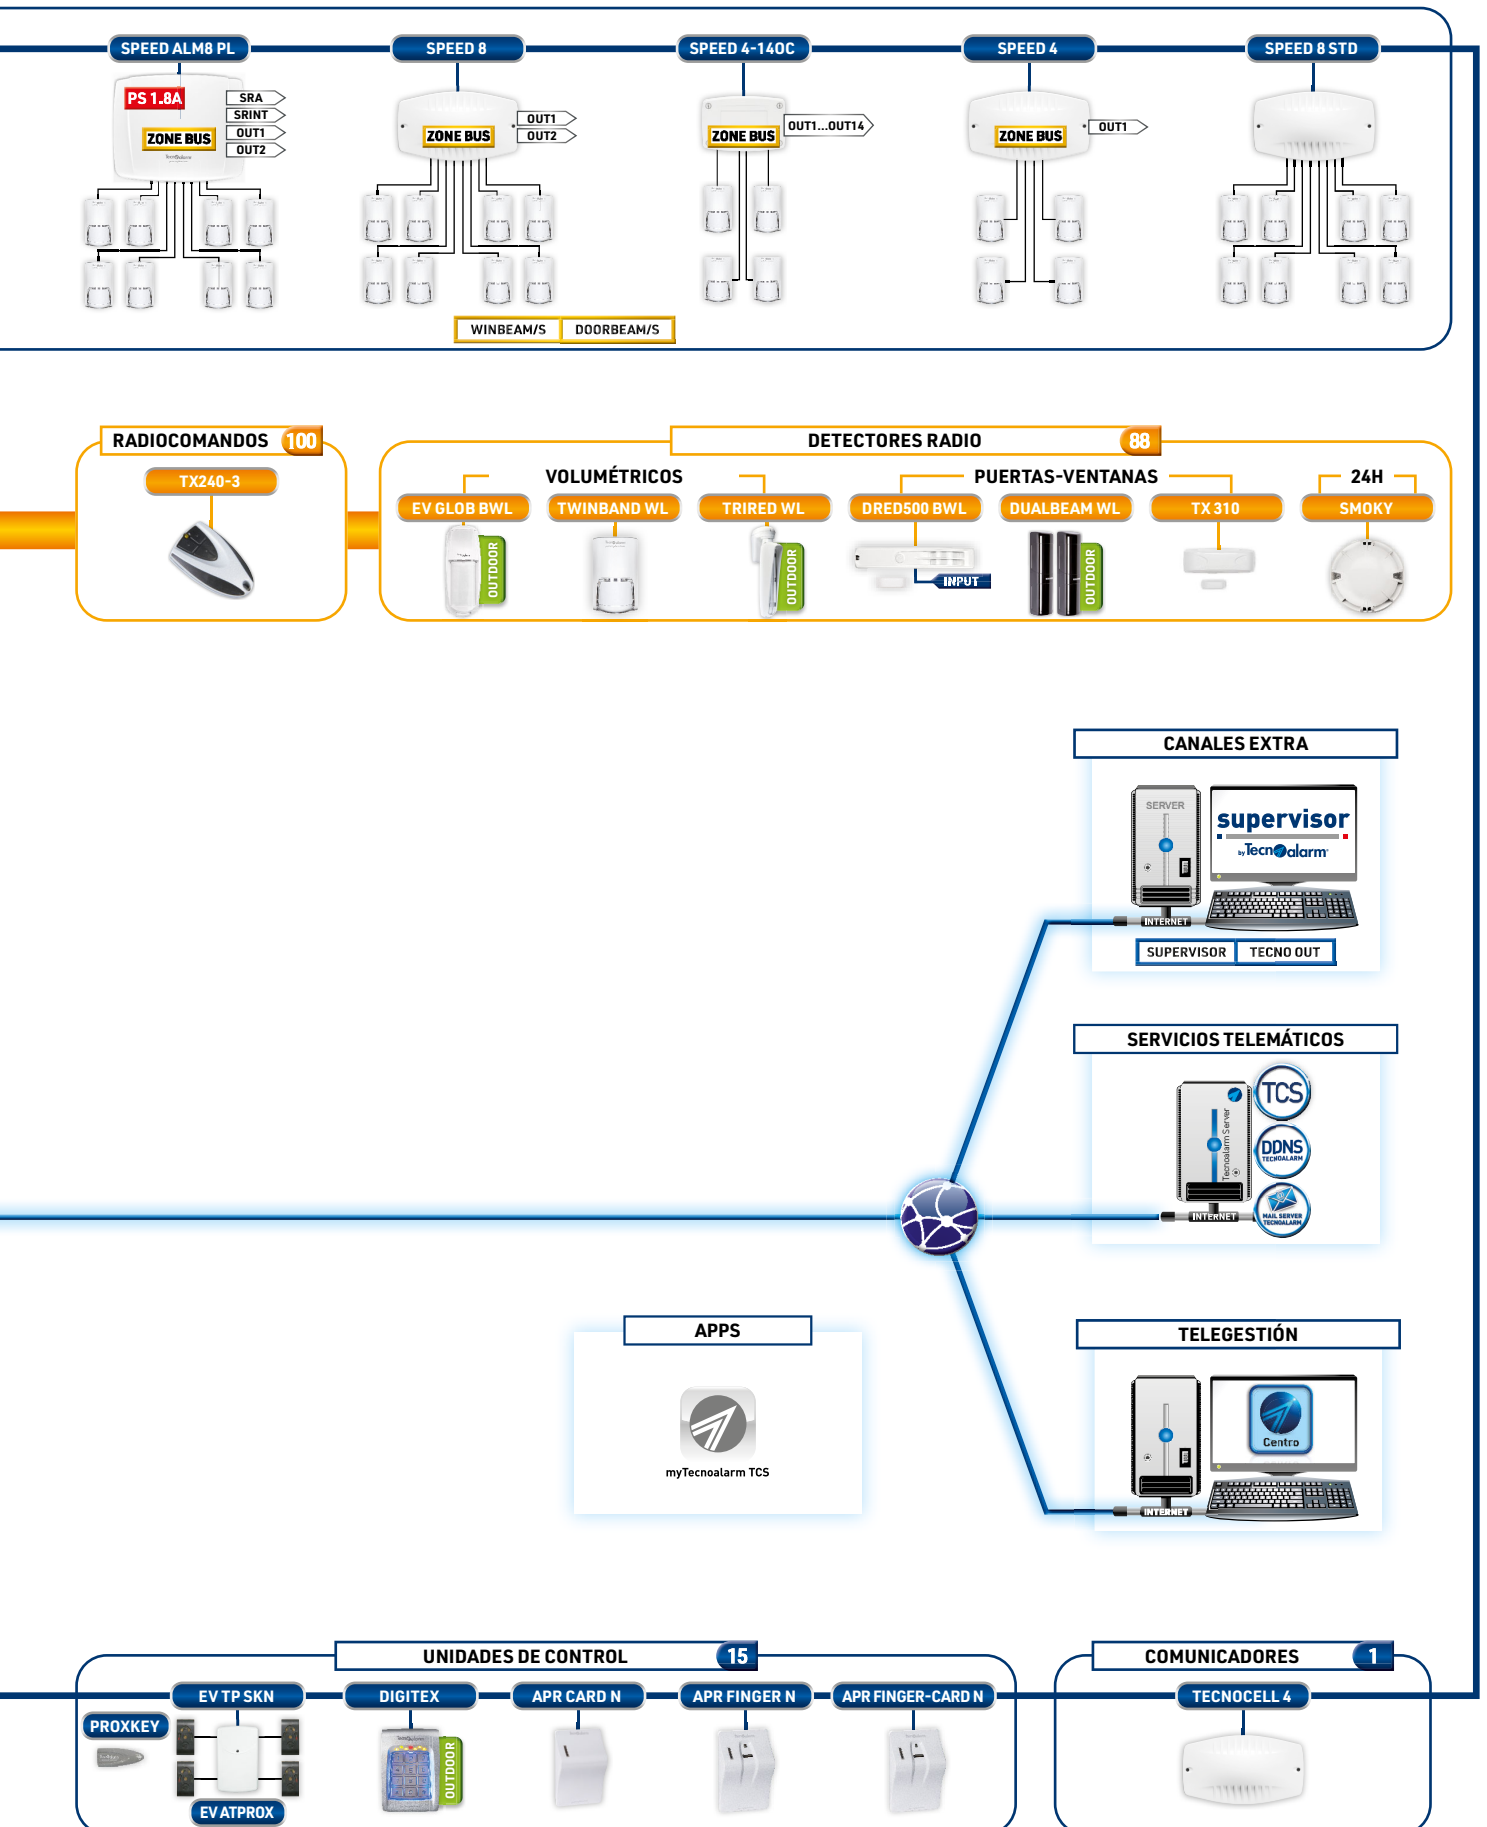 SPEED ALM8 PL
SPEED 8
SPEED 4-14OC
SPEED 4
SPEED 8 STD
PS 1.8A
ZONE BUS
SRA
SRINT
OUT1
OUT2
ZONE BUS
OUT1
OUT2
ZONE BUS
OUT1...OUT14
ZONE BUS
OUT1
WINBEAM/S
DOORBEAM/S
RADIOCOMANDOS 100
TX240-3
DETECTORES RADIO 88
VOLUMÉTRICOS
PUERTAS-VENTANAS
24H
EV GLOB BWL
TWINBAND WL
TRIRED WL
DRED500 BWL
DUALBEAM WL
TX 310
SMOKY
OUTDOOR
OUTDOOR
INPUT
OUTDOOR
CANALES EXTRA
SERVER
supervisor
by Tecnoalarm
INTERNET
SUPERVISOR
TECNO OUT
SERVICIOS TELEMÁTICOS
Tecnoalarm Server
TCS
DDNS
TECNOALARM
MAIL SERVER
TECNOALARM
INTERNET
APPS
myTecnoalarm TCS
TELEGESTIÓN
Centro
INTERNET
UNIDADES DE CONTROL 15
COMUNICADORES 1
EV TP SKN
DIGITEX
APR CARD N
APR FINGER N
APR FINGER-CARD N
TECNOCELL 4
PROXKEY
OUTDOOR
EV ATPROX